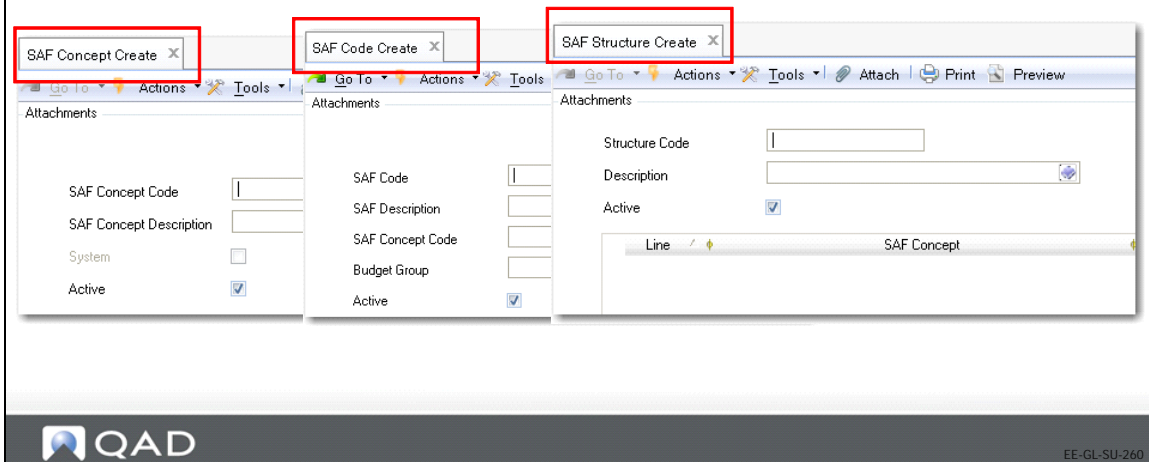 SAF Concept Create X
Go To Actions Tools
Attachments
SAF Concept Code
SAF Concept Description
System
Active
SAF Code Create X
Go To Actions Tools
Attachments
SAF Code
SAF Description
SAF Concept Code
Budget Group
Active
SAF Structure Create X
Go To Actions Tools Attach Print Preview
Attachments
Structure Code
Description
Active
Line SAF Concept
QAD
EE-GL-SU-260